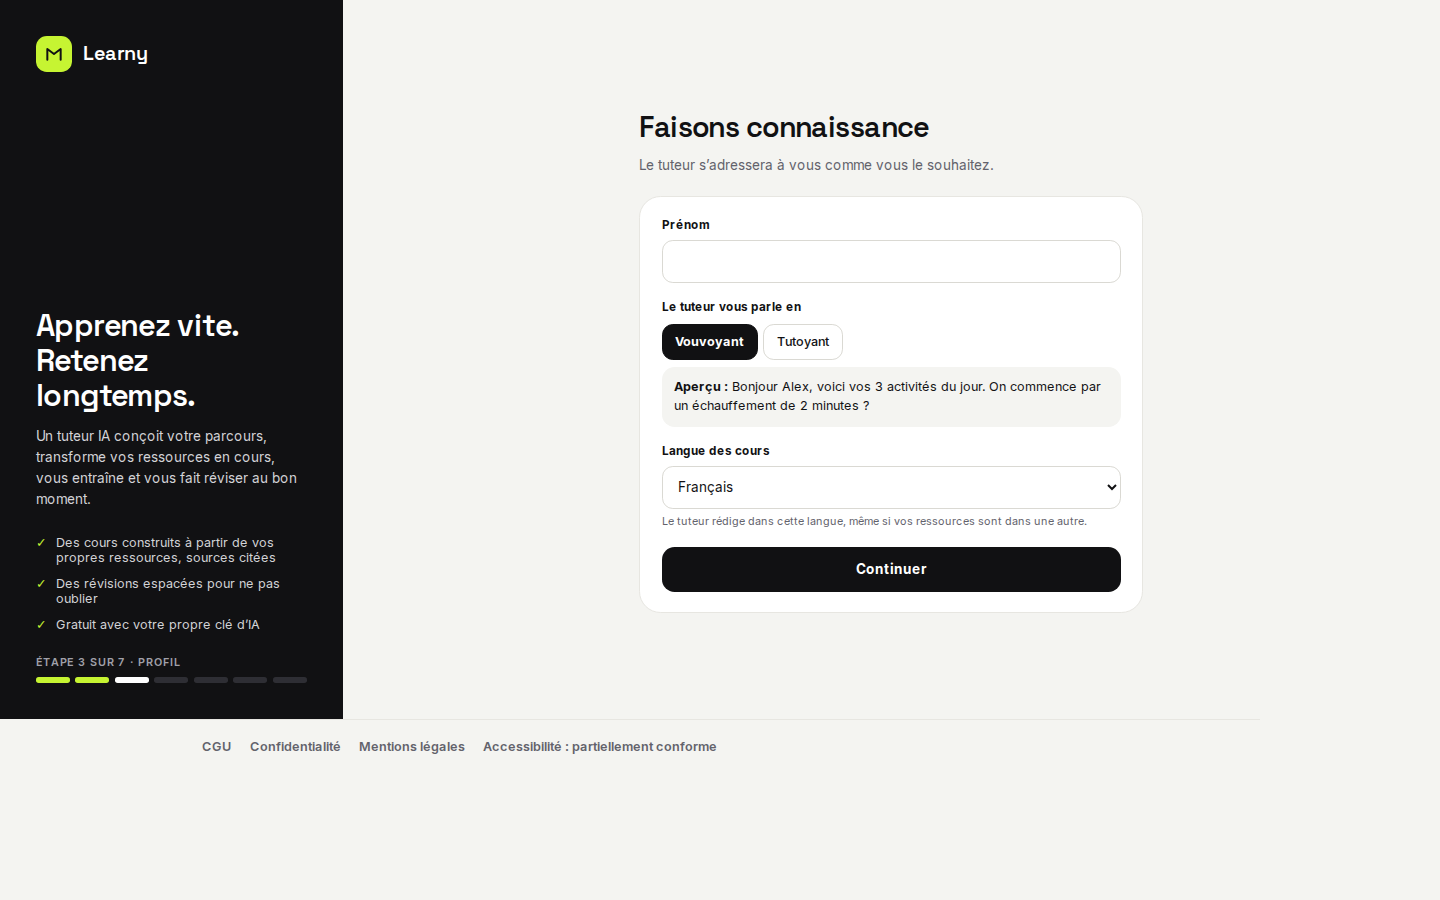 Learny
Apprenez vite.
Retenez
longtemps.
Un tuteur IA conçoit votre parcours,
transforme vos ressources en cours,
vous entraîne et vous fait réviser au bon
moment.
✓ Des cours construits à partir de vos
propres ressources, sources citées
✓ Des révisions espacées pour ne pas
oublier
✓ Gratuit avec votre propre clé d’IA
ÉTAPE 3 SUR 7 · PROFIL
Faisons connaissance
Le tuteur s’adressera à vous comme vous le souhaitez.
Prénom
Le tuteur vous parle en
Vouvoyant Tutoyant
Aperçu : Bonjour Alex, voici vos 3 activités du jour. On commence par
un échauffement de 2 minutes ?
Langue des cours
Français
Le tuteur rédige dans cette langue, même si vos ressources sont dans une autre.
Continuer
CGU Confidentialité Mentions légales Accessibilité : partiellement conforme